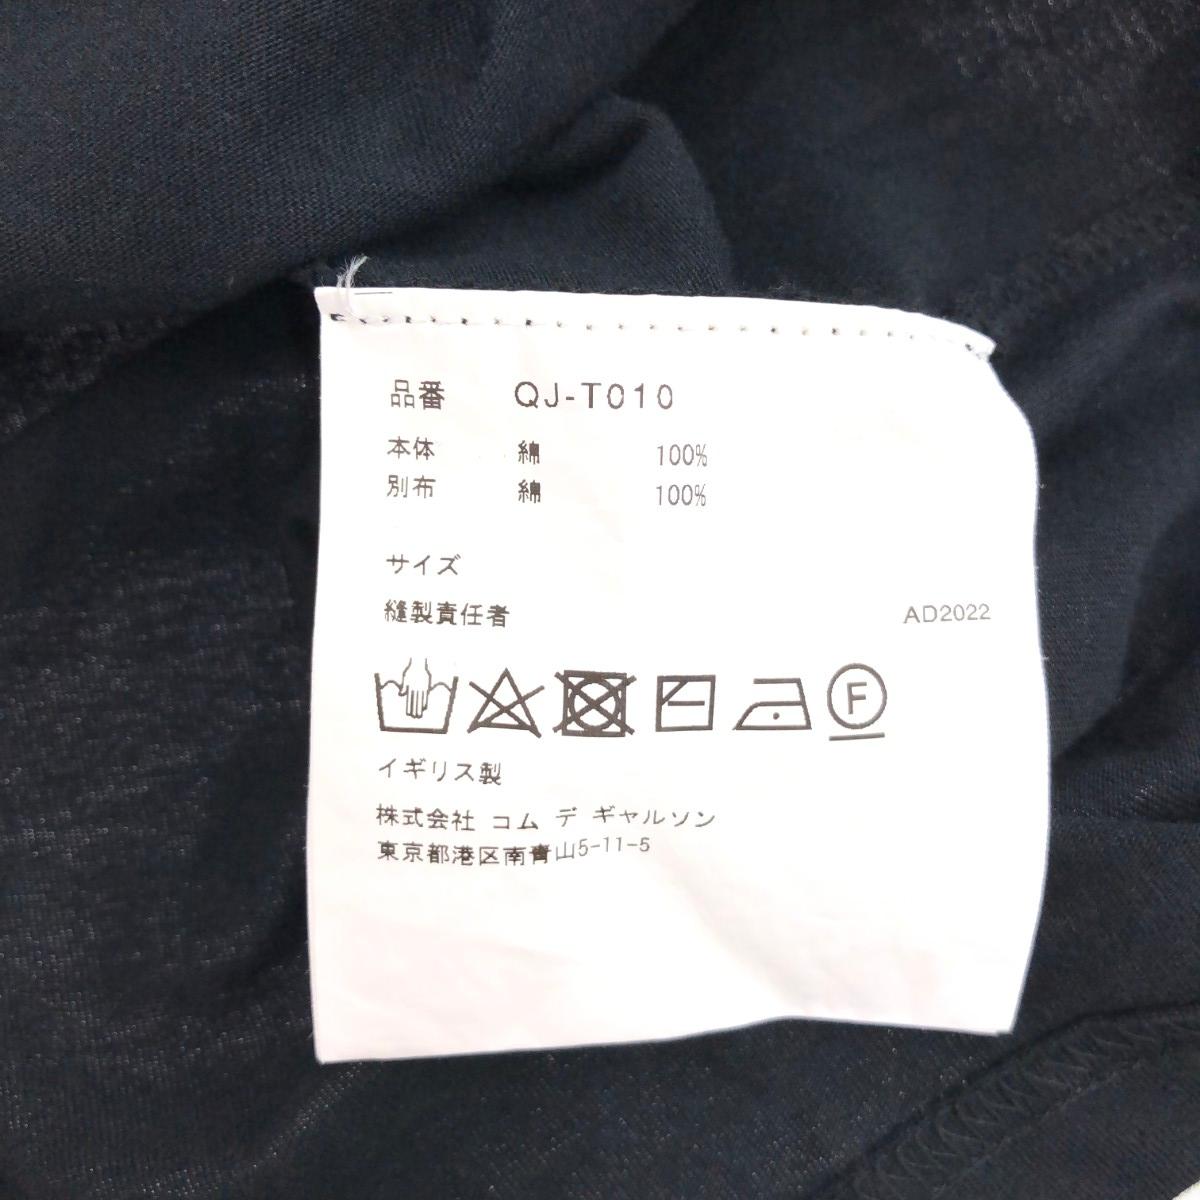 品番 QJ-T010
本体 綿 100%
別布 綿 100%
サイズ
縫製責任者 AD2022
F
イギリス製
株式会社 コム デ ギャルソン
東京都港区南青山5-11-5